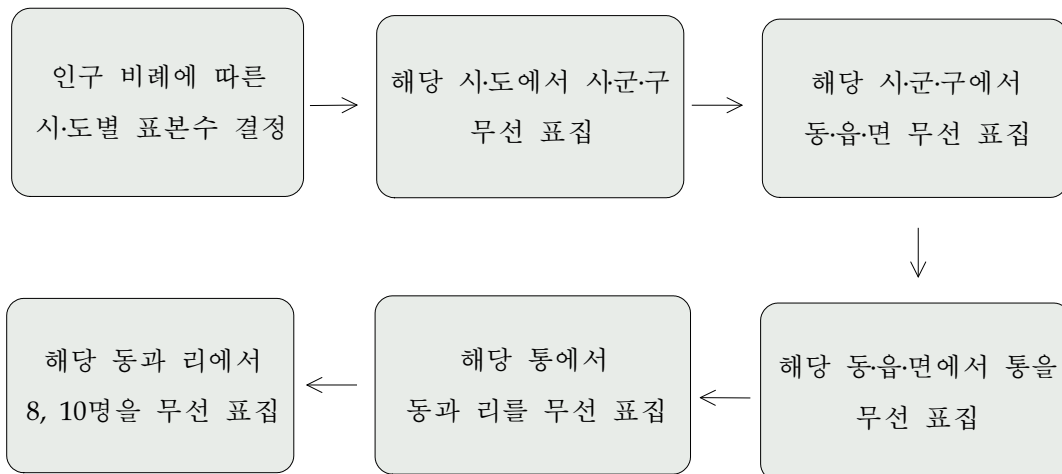 인구 비례에 따른
시·도별 표본수 결정
해당 시·도에서 시·군·구
무선 표집
해당 시·군·구에서
동·읍·면 무선 표집
해당 동·읍·면에서 통을
무선 표집
해당 통에서
동과 리를 무선 표집
해당 동과 리에서
8, 10명을 무선 표집